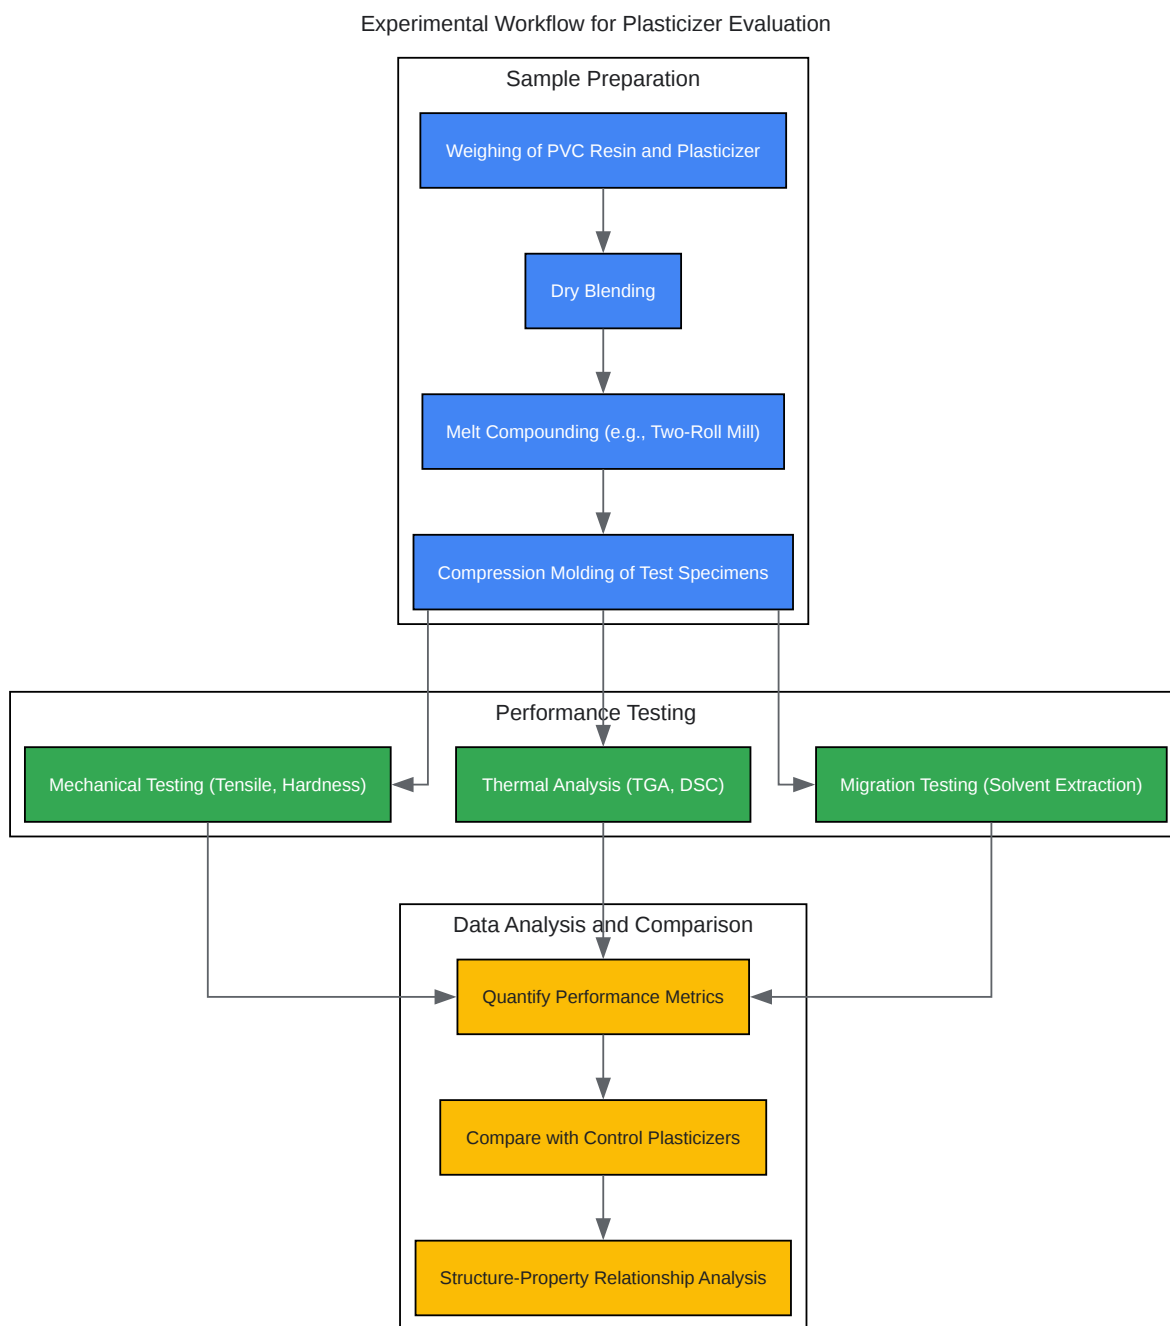 Experimental Workflow for Plasticizer Evaluation
Sample Preparation
Weighing of PVC Resin and Plasticizer
Dry Blending
Melt Compounding (e.g., Two-Roll Mill)
Compression Molding of Test Specimens
Performance Testing
Mechanical Testing (Tensile, Hardness)
Thermal Analysis (TGA, DSC)
Migration Testing (Solvent Extraction)
Data Analysis and Comparison
Quantify Performance Metrics
Compare with Control Plasticizers
Structure-Property Relationship Analysis